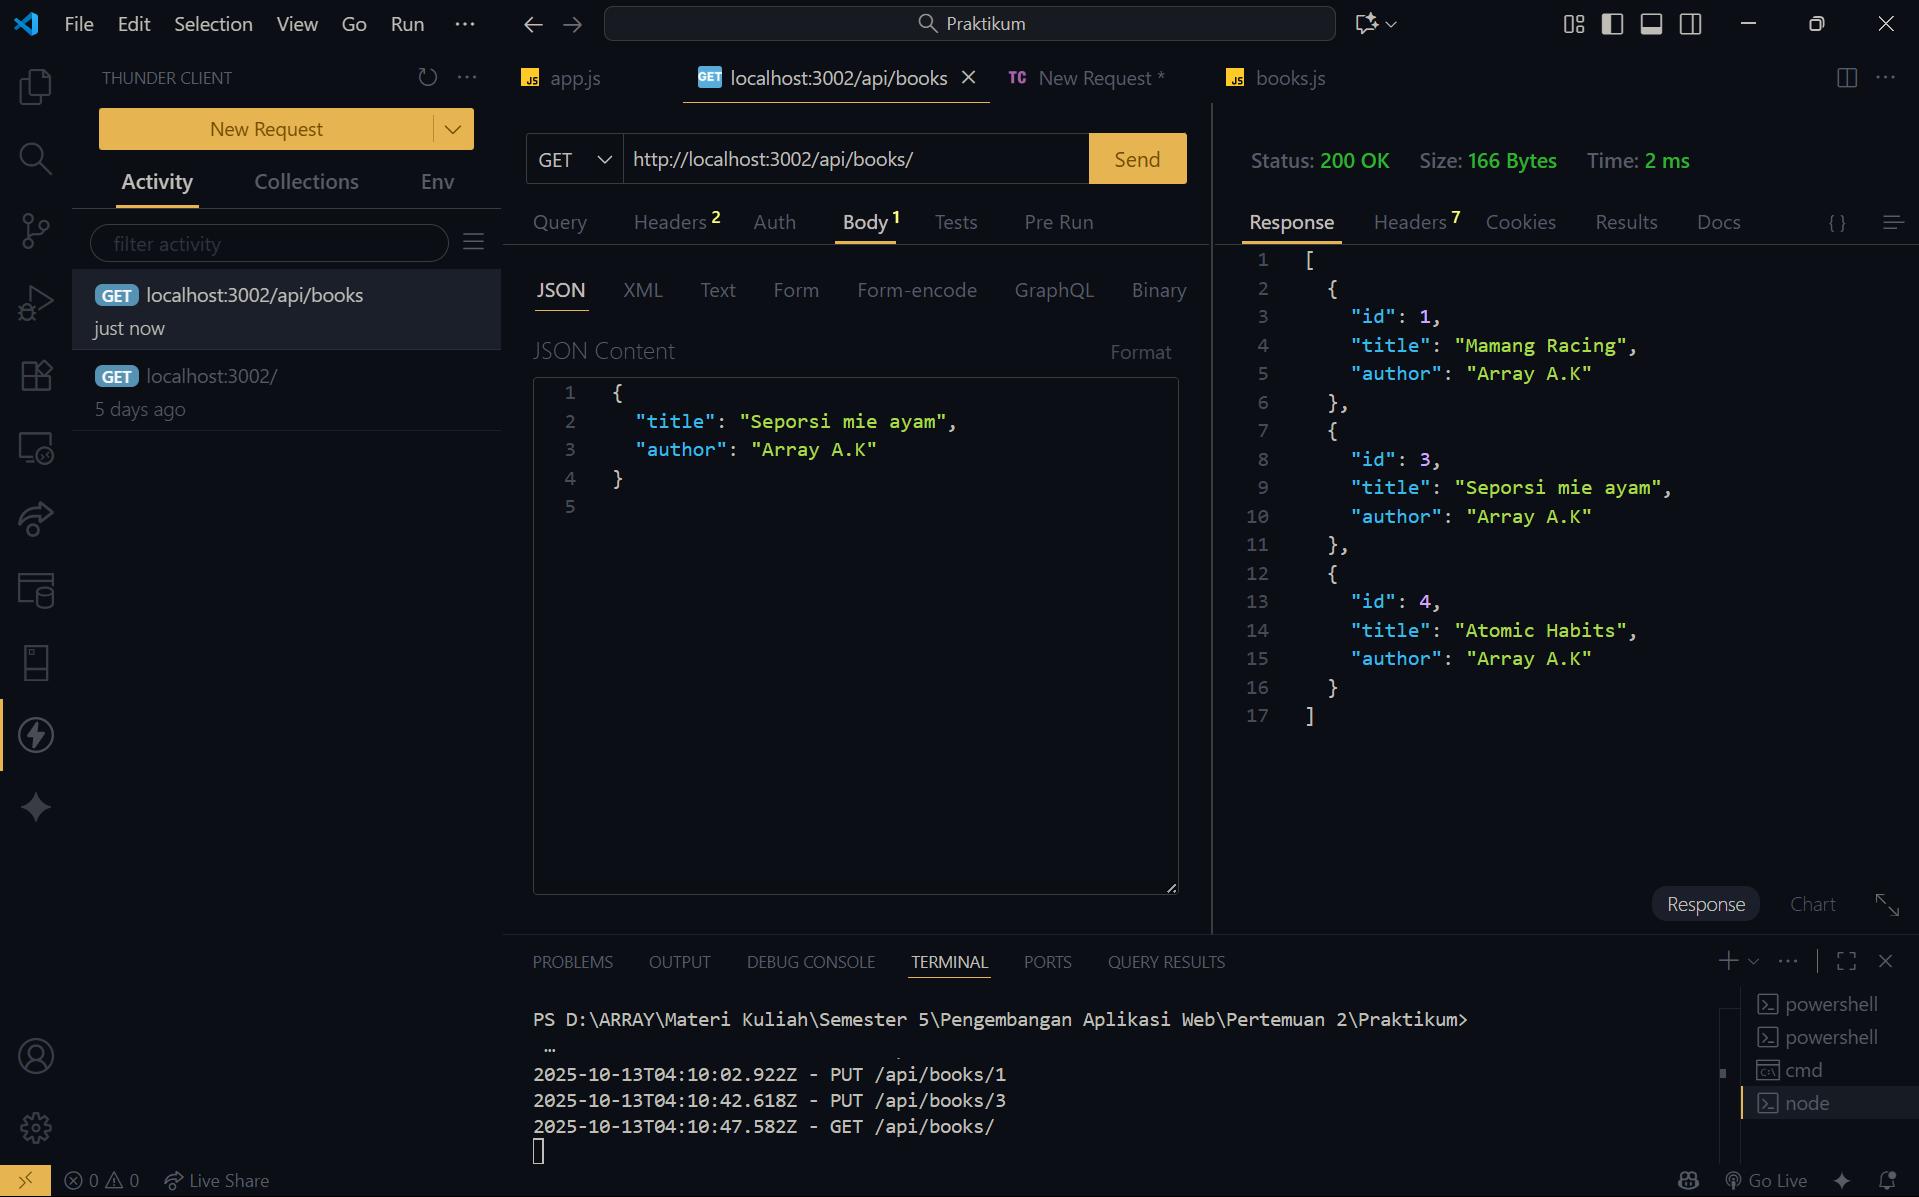 File Edit Selection View Go Run ···
Praktikum
THUNDER CLIENT
New Request
Activity Collections Env
filter activity
GET localhost:3002/api/books
just now
GET localhost:3002/
5 days ago
JS app.js
GET localhost:3002/api/books
TC New Request *
JS books.js
GET http://localhost:3002/api/books/ Send
Query Headers 2 Auth Body 1 Tests Pre Run
JSON XML Text Form Form-encode GraphQL Binary
JSON Content Format
1 {
2 "title": "Seporsi mie ayam",
3 "author": "Array A.K"
4 }
5
Status: 200 OK Size: 166 Bytes Time: 2 ms
Response Headers 7 Cookies Results Docs { }
1 [
2 {
3 "id": 1,
4 "title": "Mamang Racing",
5 "author": "Array A.K"
6 },
7 {
8 "id": 3,
9 "title": "Seporsi mie ayam",
10 "author": "Array A.K"
11 },
12 {
13 "id": 4,
14 "title": "Atomic Habits",
15 "author": "Array A.K"
16 }
17 ]
Response Chart
PROBLEMS OUTPUT DEBUG CONSOLE TERMINAL PORTS QUERY RESULTS
PS D:\ARRAY\Materi Kuliah\Semester 5\Pengembangan Aplikasi Web\Pertemuan 2\Praktikum>
…
2025-10-13T04:10:02.922Z - PUT /api/books/1
2025-10-13T04:10:42.618Z - PUT /api/books/3
2025-10-13T04:10:47.582Z - GET /api/books/
powershell
powershell
cmd
node
0 0 Live Share
Go Live